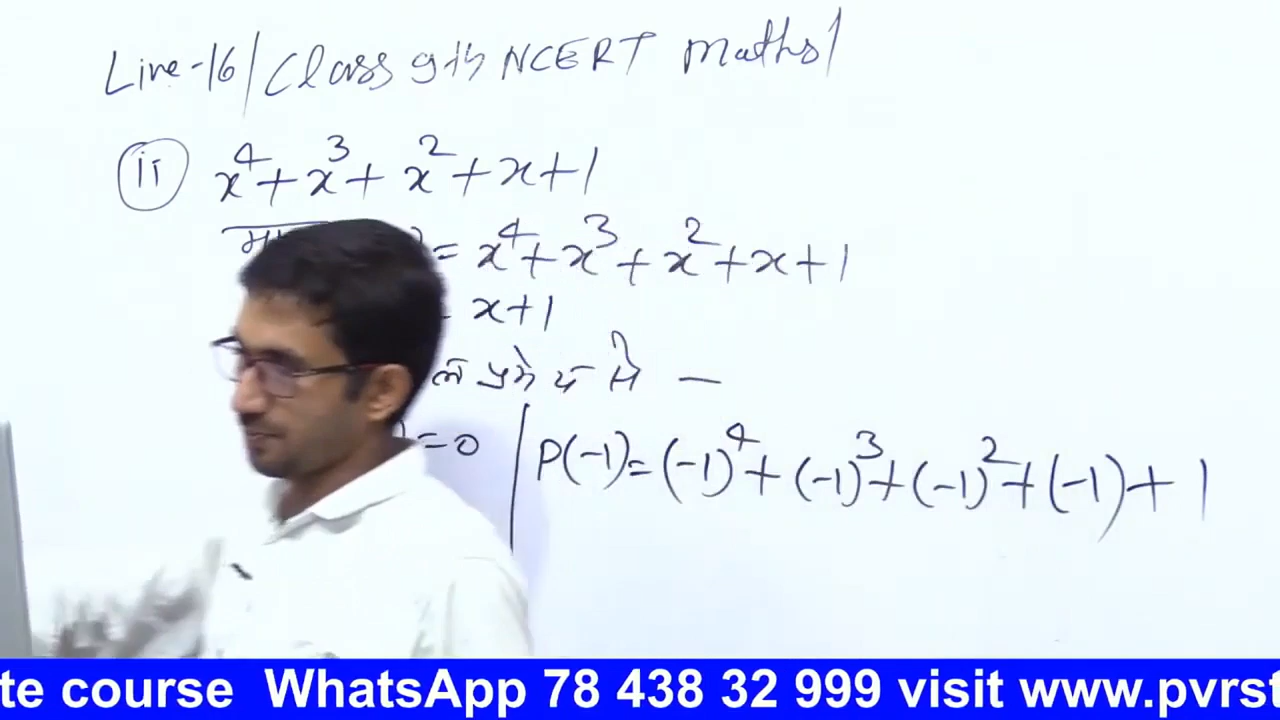 Live-16/Class 9th NCERT Maths/
(ii) x⁴+x³+x²+x+1
= x⁴+x³+x²+x+1
x+1
प्रमेय से —
=0 | P(-1)=(-1)⁴+(-1)³+(-1)²+(-1)+1
te course WhatsApp 78 438 32 999 visit www.pvrst